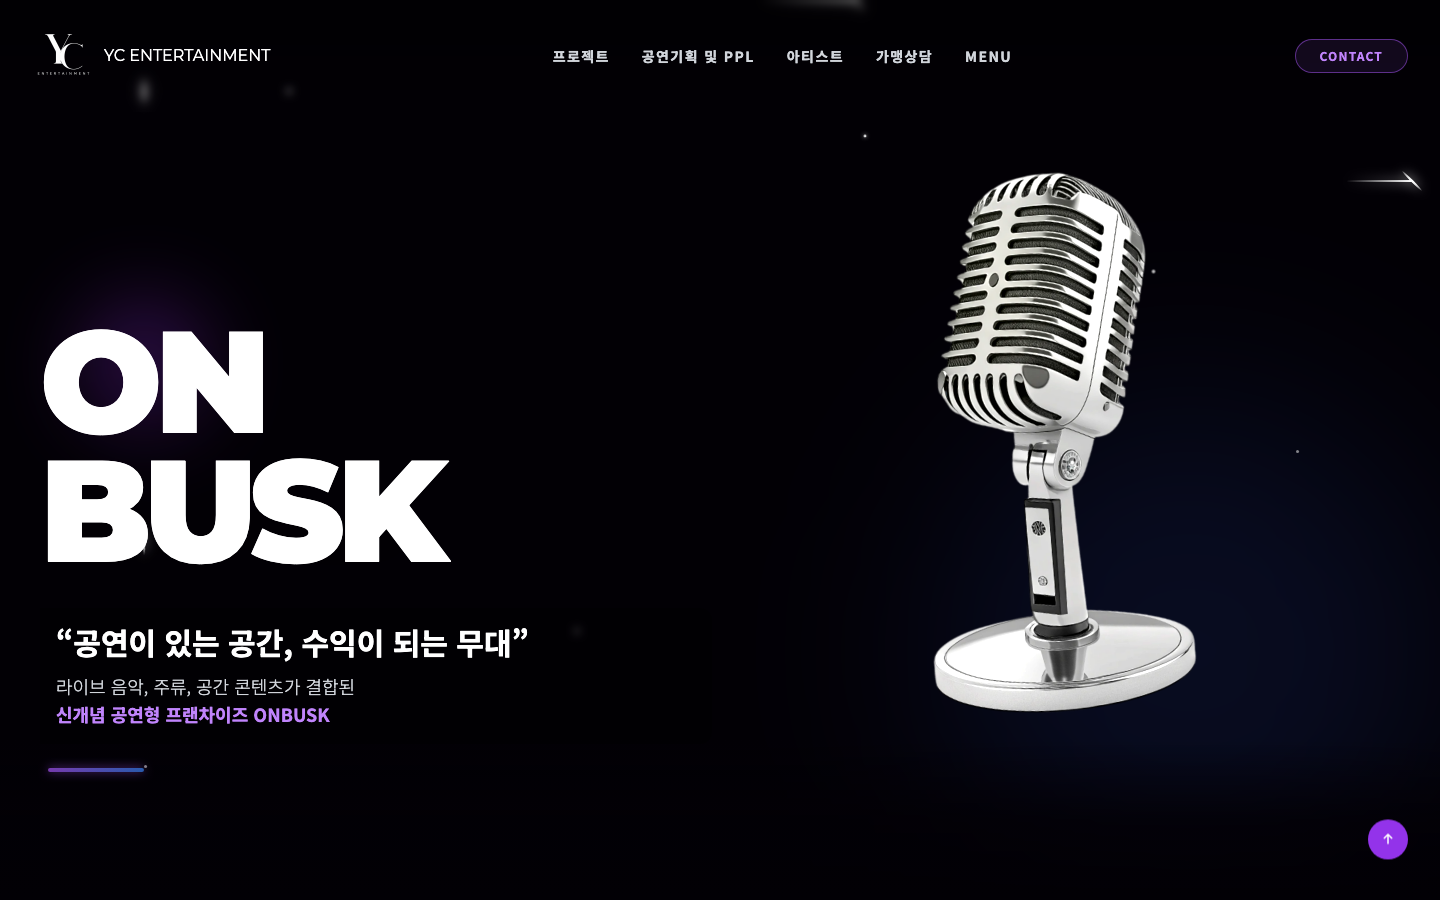 YC
ENTERTAINMENT
YC ENTERTAINMENT
프로젝트
공연기획 및 PPL
아티스트
가맹상담
MENU
CONTACT
ON
BUSK
“공연이 있는 공간, 수익이 되는 무대”
라이브 음악, 주류, 공간 콘텐츠가 결합된
신개념 공연형 프랜차이즈 ONBUSK